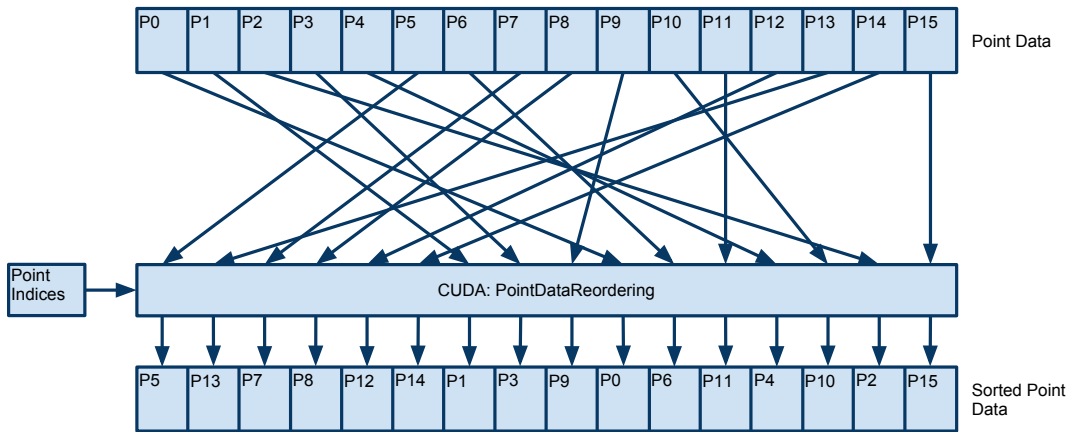 P0 P1 P2 P3 P4 P5 P6 P7 P8 P9 P10 P11 P12 P13 P14 P15
Point Data
Point
Indices
CUDA: PointDataReordering
P5 P13 P7 P8 P12 P14 P1 P3 P9 P0 P6 P11 P4 P10 P2 P15
Sorted Point
Data